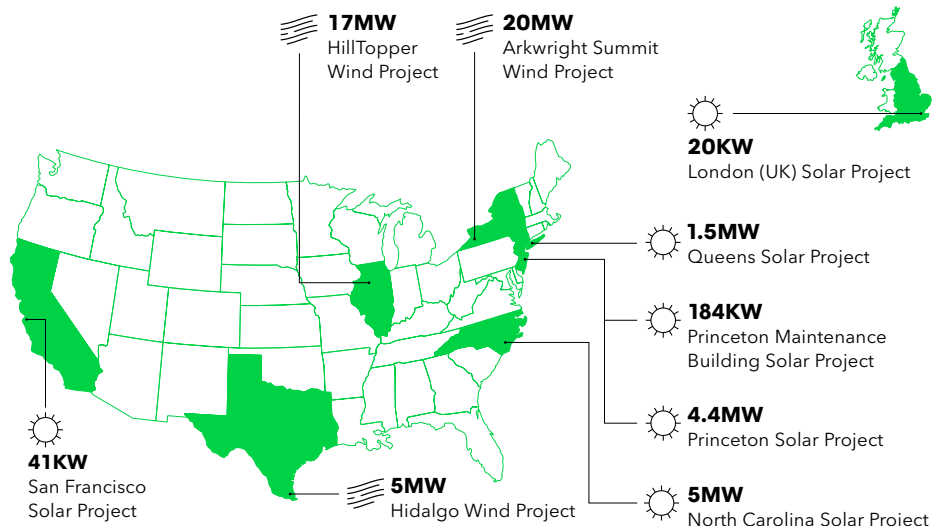 17MW
HillTopper
Wind Project
20MW
Arkwright Summit
Wind Project
20KW
London (UK) Solar Project
1.5MW
Queens Solar Project
184KW
Princeton Maintenance
Building Solar Project
4.4MW
Princeton Solar Project
41KW
San Francisco
Solar Project
5MW
Hidalgo Wind Project
5MW
North Carolina Solar Project